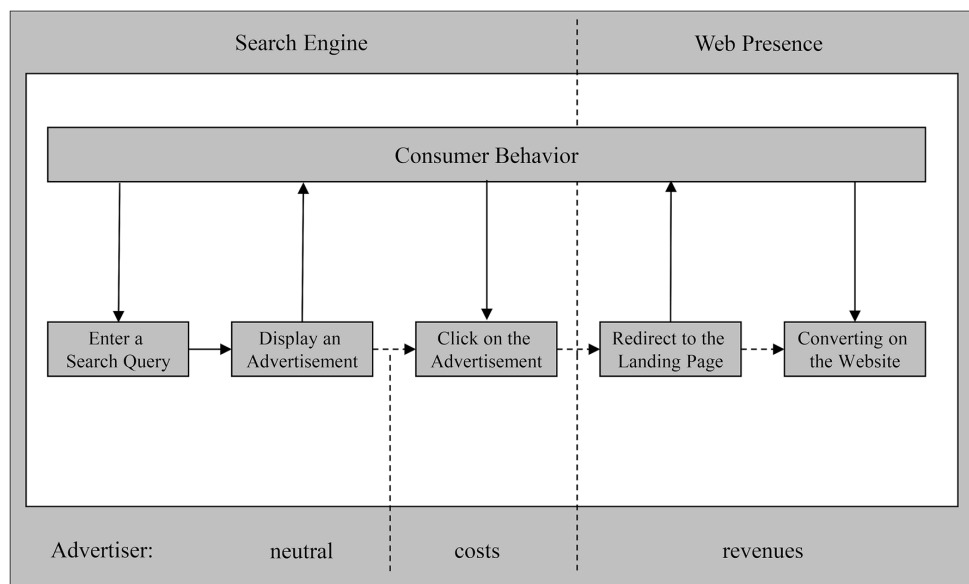 Search Engine
Web Presence
Consumer Behavior
Enter a
Search Query
Display an
Advertisement
Click on the
Advertisement
Redirect to the
Landing Page
Converting on
the Website
Advertiser:
neutral
costs
revenues